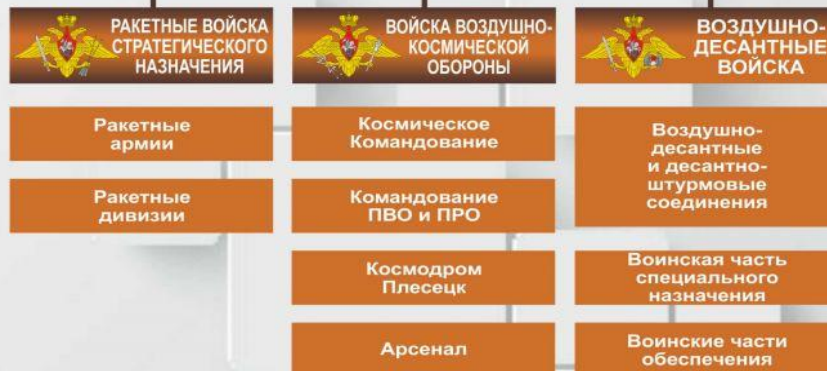 РАКЕТНЫЕ ВОЙСКА
СТРАТЕГИЧЕСКОГО
НАЗНАЧЕНИЯ
Ракетные
армии
Ракетные
дивизии
ВОЙСКА ВОЗДУШНО-
КОСМИЧЕСКОЙ
ОБОРОНЫ
Космическое
Командование
Командование
ПВО и ПРО
Космодром
Плесецк
Арсенал
ВОЗДУШНО-
ДЕСАНТНЫЕ
ВОЙСКА
Воздушно-
десантные
и десантно-
штурмовые
соединения
Воинская часть
специального
назначения
Воинские части
обеспечения